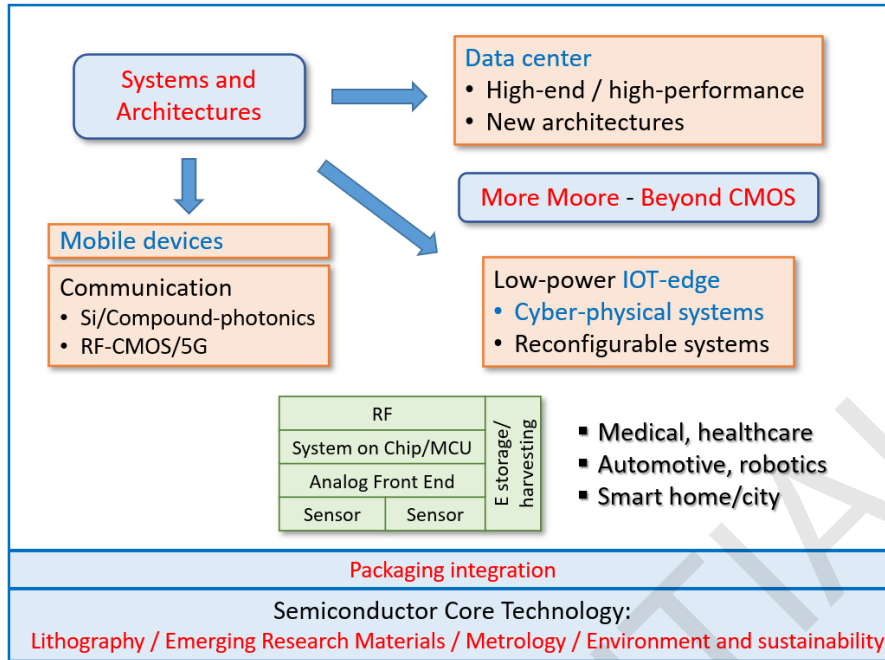 Systems and
Architectures
Data center
• High-end / high-performance
• New architectures
More Moore - Beyond CMOS
Mobile devices
Communication
• Si/Compound-photonics
• RF-CMOS/5G
Low-power IOT-edge
• Cyber-physical systems
• Reconfigurable systems
RF
System on Chip/MCU
Analog Front End
Sensor Sensor
E storage/
harvesting
▪ Medical, healthcare
▪ Automotive, robotics
▪ Smart home/city
Packaging integration
Semiconductor Core Technology:
Lithography / Emerging Research Materials / Metrology / Environment and sustainability